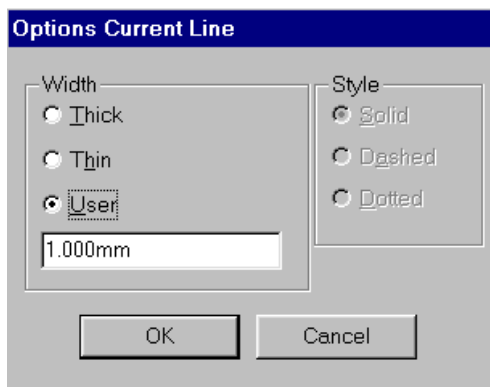 Options Current Line
Width
Thick
Thin
User
1.000mm
Style
Solid
Dashed
Dotted
OK
Cancel